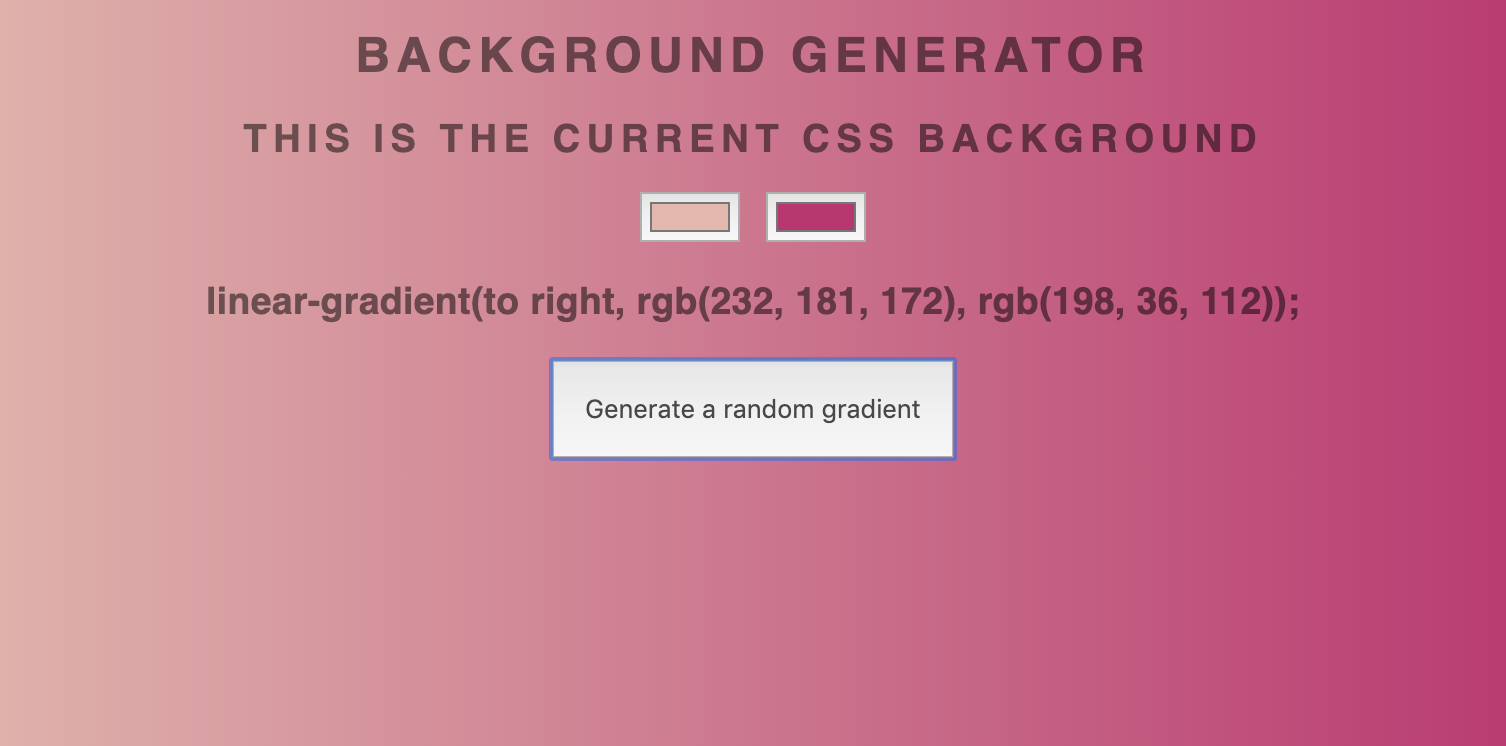 BACKGROUND GENERATOR
THIS IS THE CURRENT CSS BACKGROUND
linear-gradient(to right, rgb(232, 181, 172), rgb(198, 36, 112));
Generate a random gradient